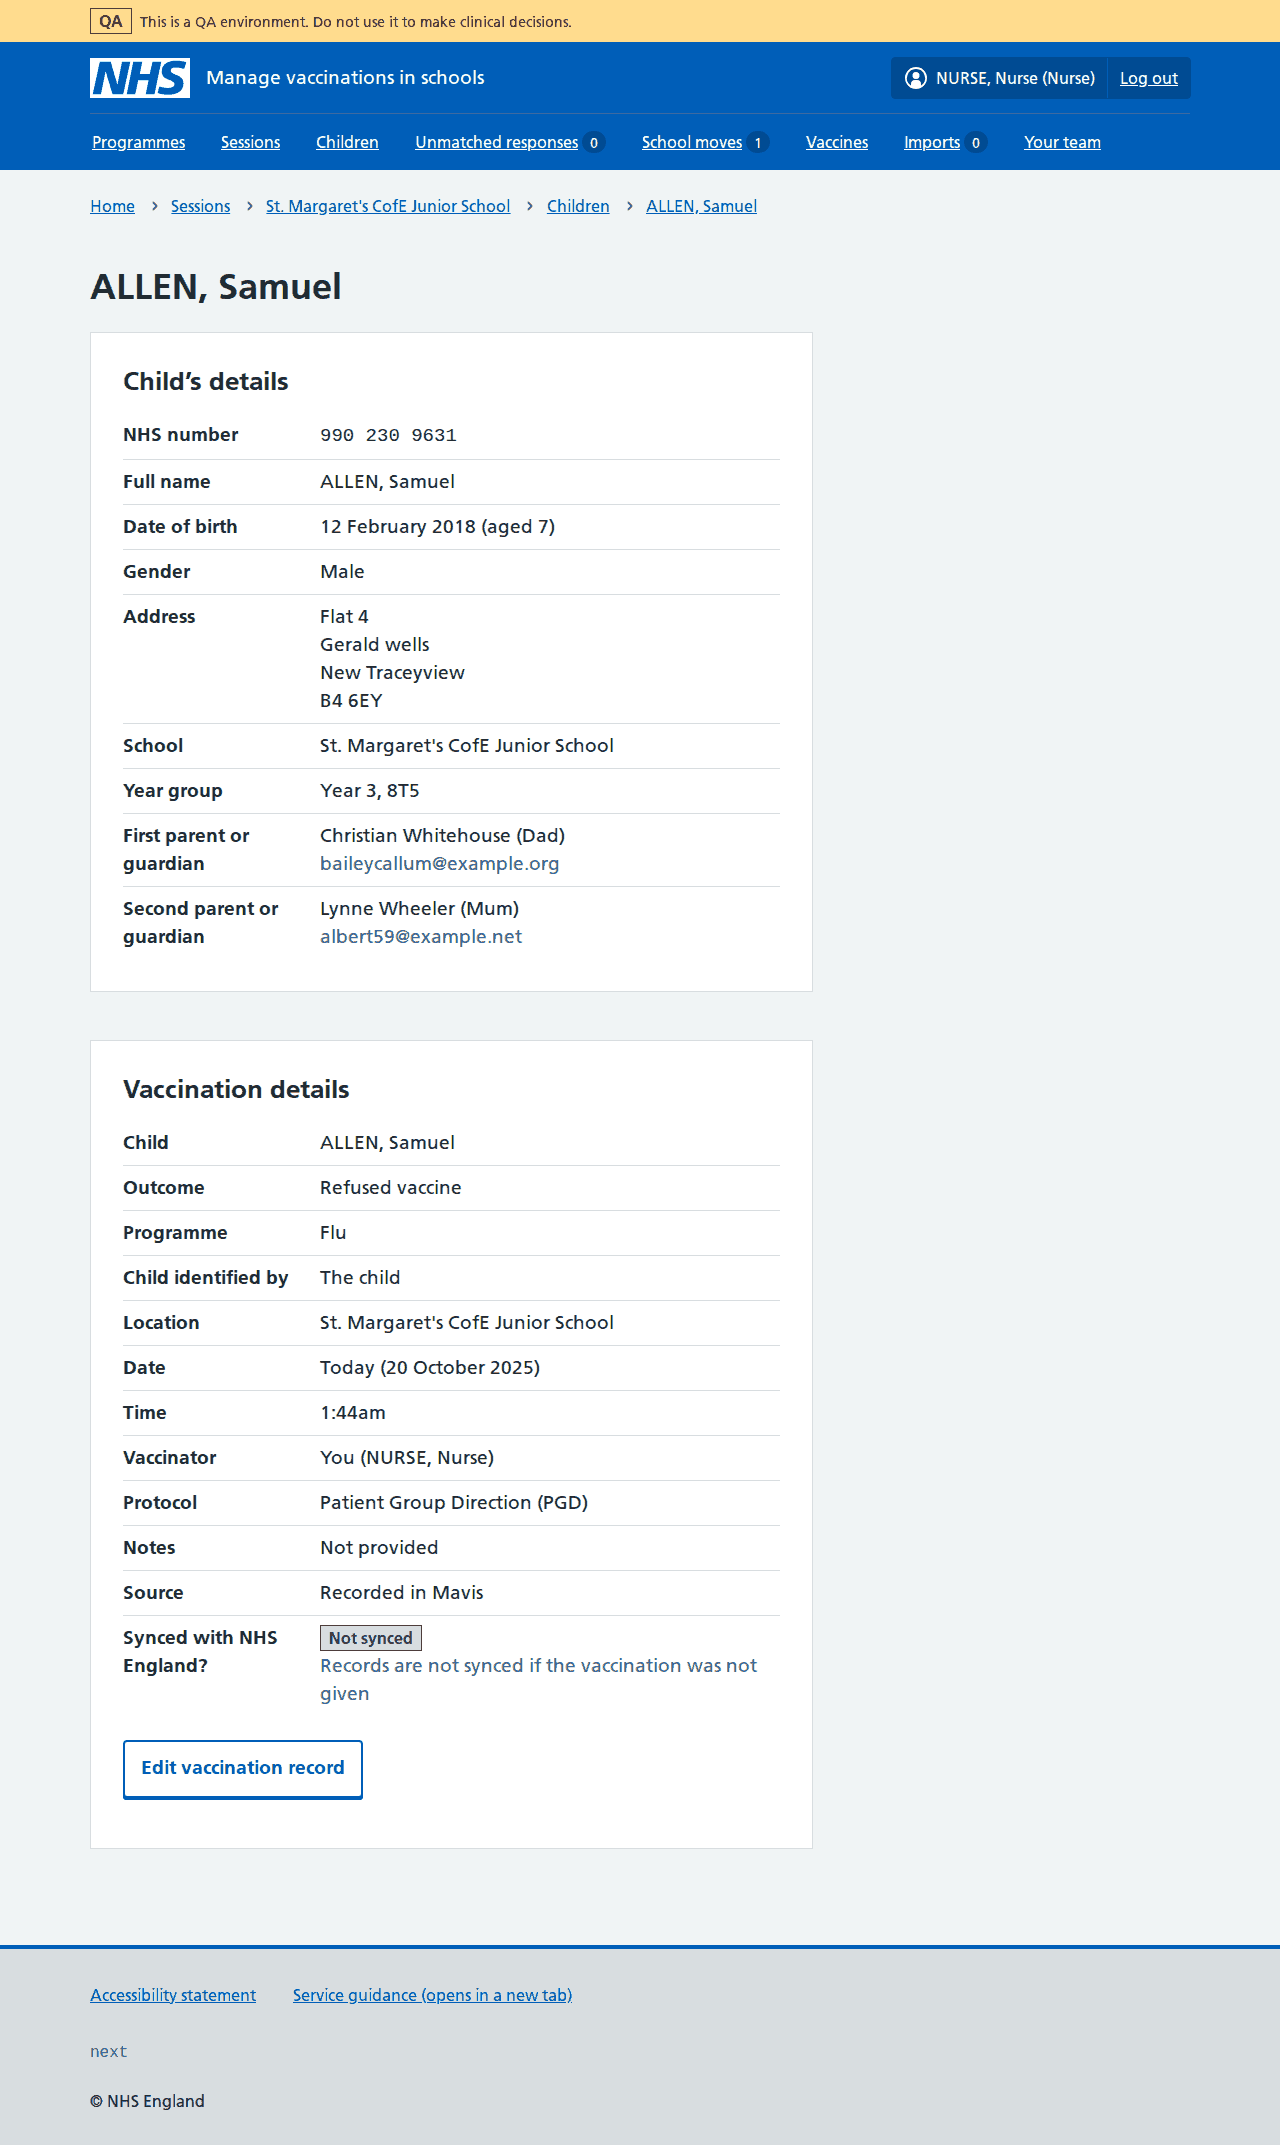 QA This is a QA environment. Do not use it to make clinical decisions.
NHS Manage vaccinations in schools NURSE, Nurse (Nurse) Log out
Programmes Sessions Children Unmatched responses 0 School moves 1 Vaccines Imports 0 Your team
Home Sessions St. Margaret's CofE Junior School Children ALLEN, Samuel
ALLEN, Samuel
Child’s details
NHS number 990 230 9631
Full name ALLEN, Samuel
Date of birth 12 February 2018 (aged 7)
Gender Male
Address Flat 4
Gerald wells
New Traceyview
B4 6EY
School St. Margaret's CofE Junior School
Year group Year 3, 8T5
First parent or guardian Christian Whitehouse (Dad)
baileycallum@example.org
Second parent or guardian Lynne Wheeler (Mum)
albert59@example.net
Vaccination details
Child ALLEN, Samuel
Outcome Refused vaccine
Programme Flu
Child identified by The child
Location St. Margaret's CofE Junior School
Date Today (20 October 2025)
Time 1:44am
Vaccinator You (NURSE, Nurse)
Protocol Patient Group Direction (PGD)
Notes Not provided
Source Recorded in Mavis
Synced with NHS England? Not synced
Records are not synced if the vaccination was not
given
Edit vaccination record
Accessibility statement Service guidance (opens in a new tab)
next
© NHS England